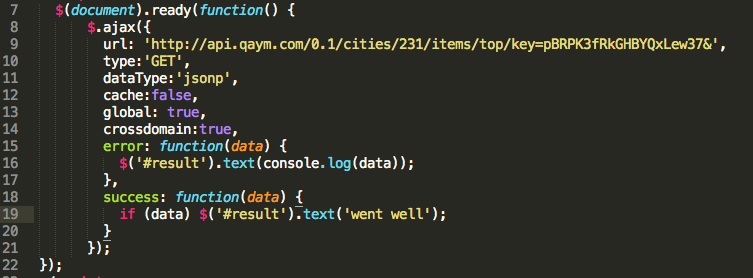 7 $(document).ready(function() {
8 $.ajax({
9 url: 'http://api.qaym.com/0.1/cities/231/items/top/key=pBRPK3fRkGHBYQxLew37&',
10 type:'GET',
11 dataType:'jsonp',
12 cache:false,
13 global: true,
14 crossdomain:true,
15 error: function(data) {
16 $('#result').text(console.log(data));
17 },
18 success: function(data) {
19 if (data) $('#result').text('went well');
20 }
21 });
22 });